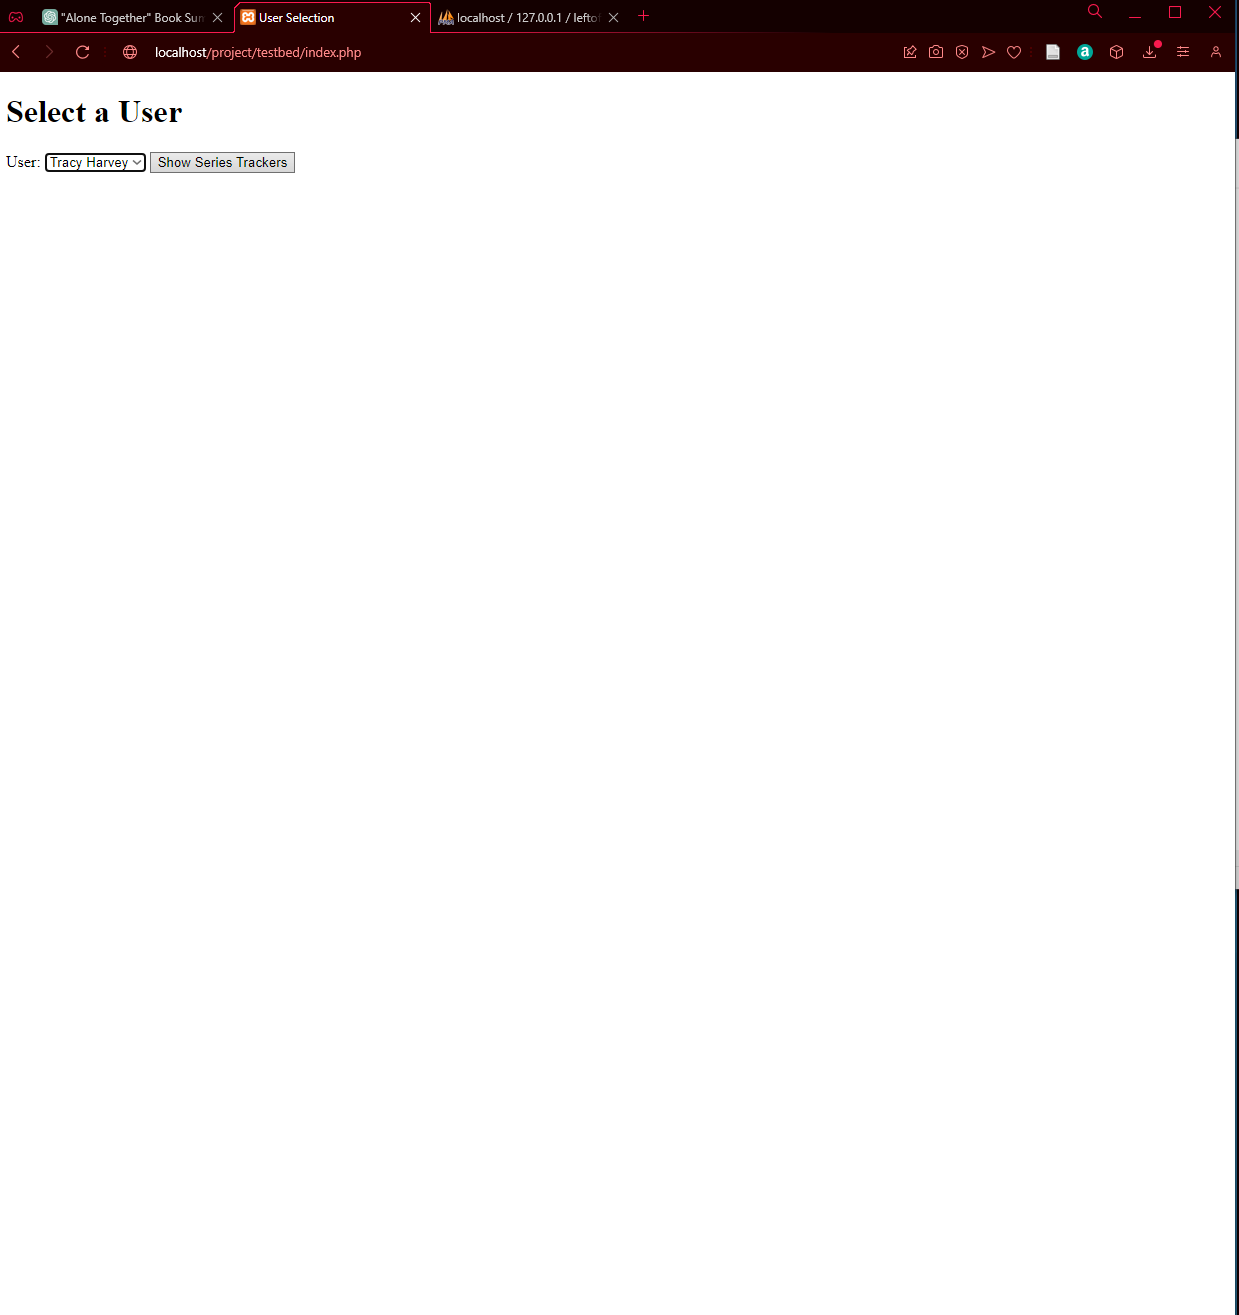 "Alone Together" Book Sum
User Selection
localhost / 127.0.0.1 / leftof
localhost/project/testbed/index.php
a
Select a User
User: Tracy Harvey Show Series Trackers